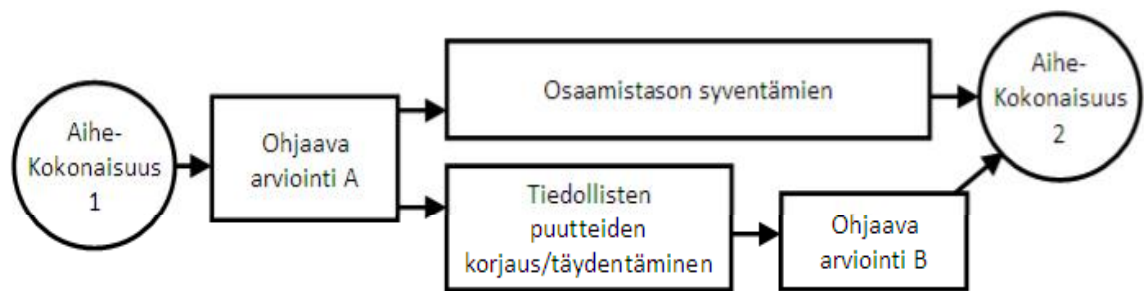 Aihe-
Kokonaisuus
1
Ohjaava
arviointi A
Osaamistason syventämien
Tiedollisten
puutteiden
korjaus/täydentäminen
Ohjaava
arviointi B
Aihe-
Kokonaisuus
2